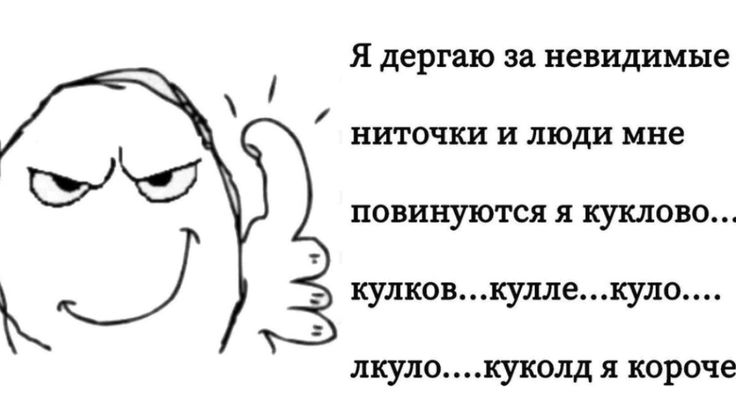 Я дергаю за невидимые
ниточки и люди мне
повинуются я куклово...
кулков...кулле...куло....
лкуло....куколд я короче